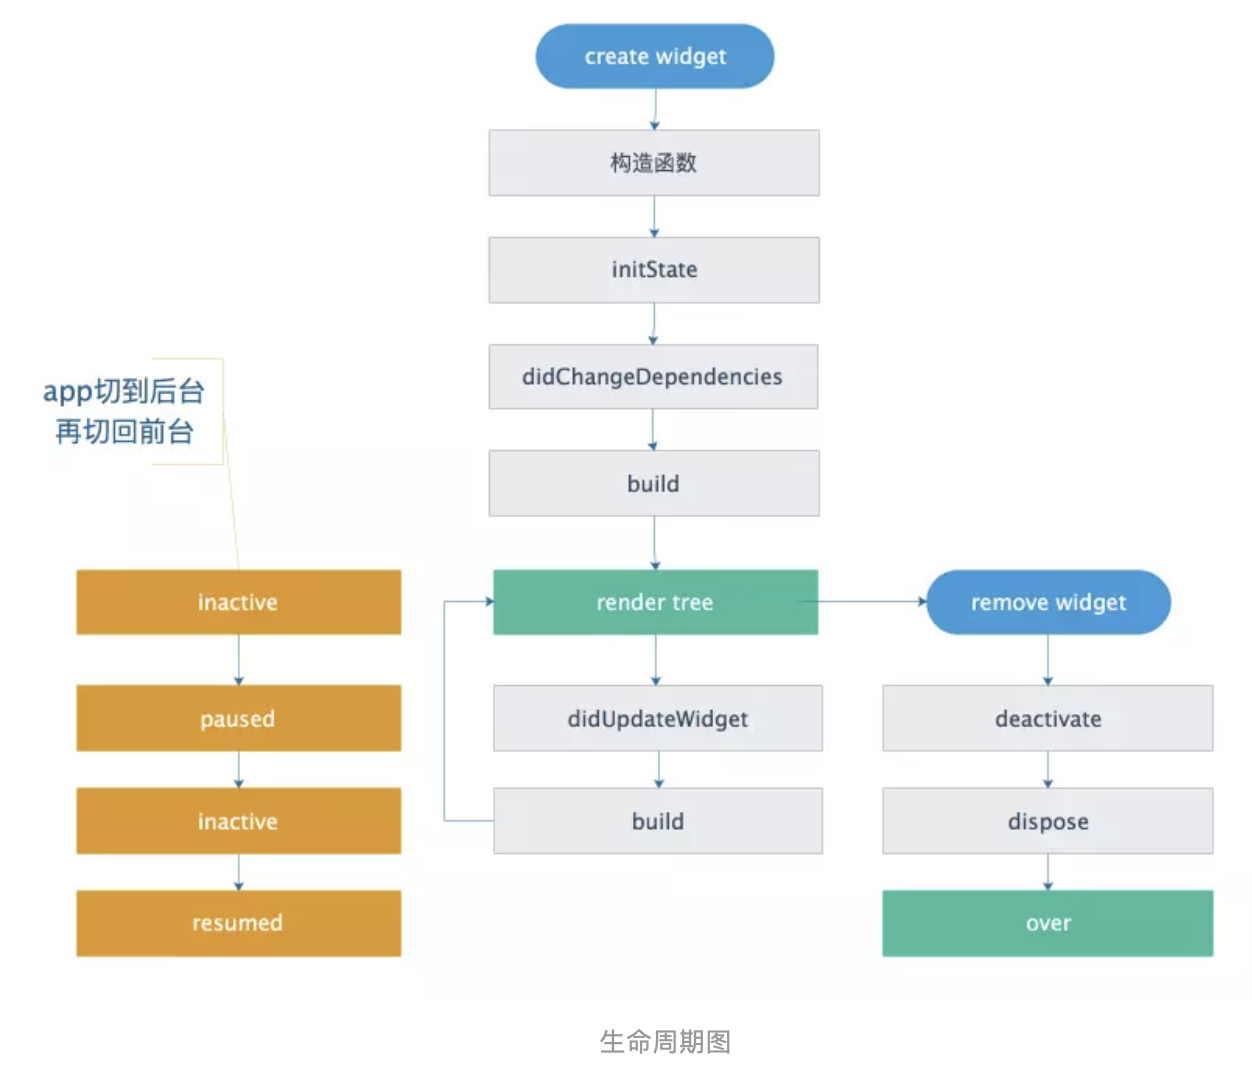 create widget
构造函数
initState
didChangeDependencies
build
app切到后台
再切回前台
inactive
paused
inactive
resumed
render tree
didUpdateWidget
build
remove widget
deactivate
dispose
over
生命周期图